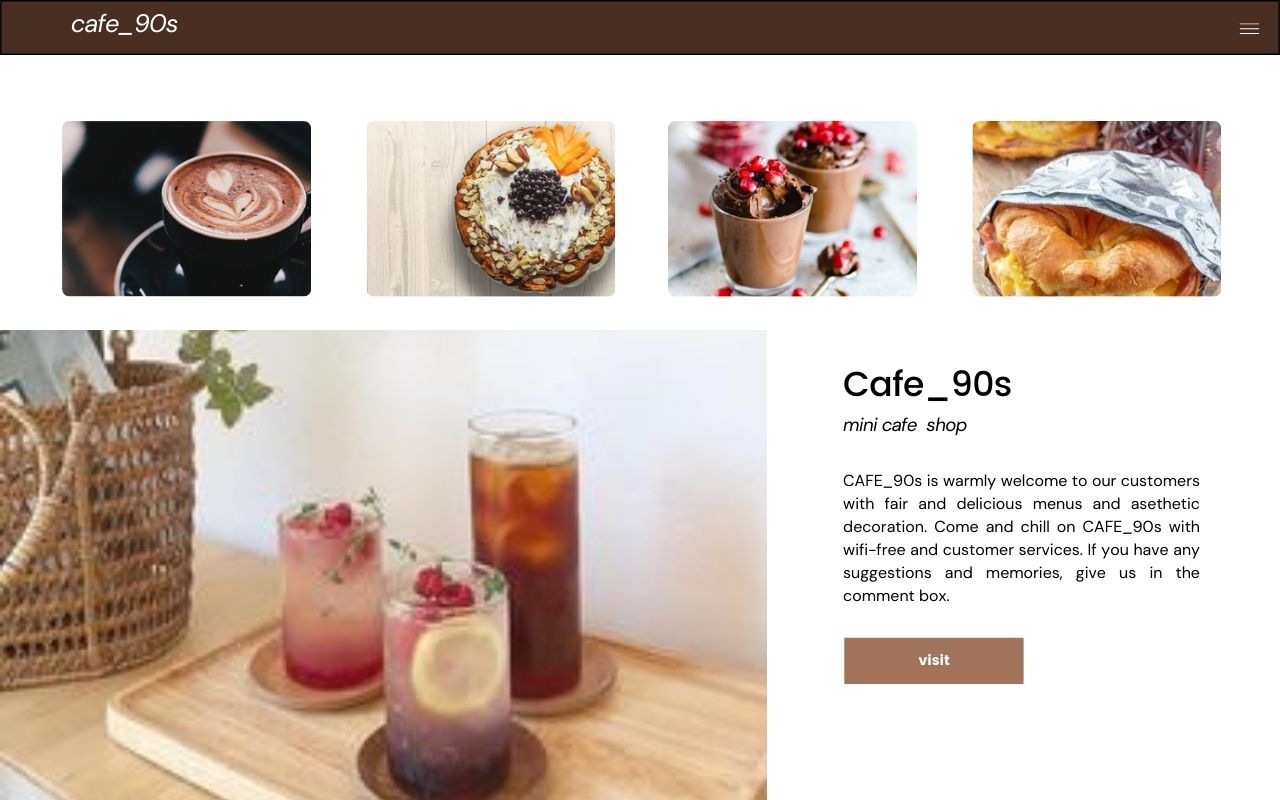 cafe_90s
Cafe_90s
mini cafe shop
CAFE_90s is warmly welcome to our customers
with fair and delicious menus and asethetic
decoration. Come and chill on CAFE_90s with
wifi-free and customer services. If you have any
suggestions and memories, give us in the
comment box.
visit